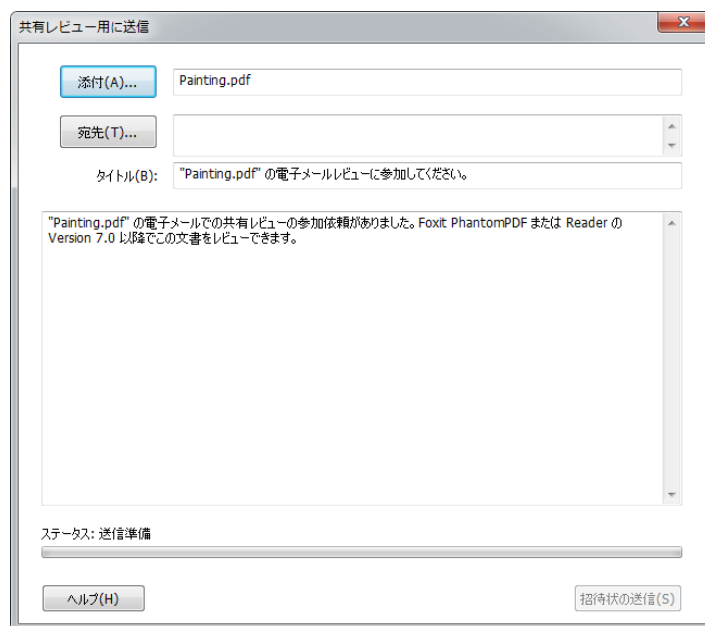 共有レビュー用に送信
添付(A)...
Painting.pdf
宛先(T)...
タイトル(B):
"Painting.pdf" の電子メールレビューに参加してください。
"Painting.pdf" の電子メールでの共有レビューの参加依頼がありました。Foxit PhantomPDF または Reader の
Version 7.0 以降でこの文書をレビューできます。
ステータス: 送信準備
ヘルプ(H)
招待状の送信(S)